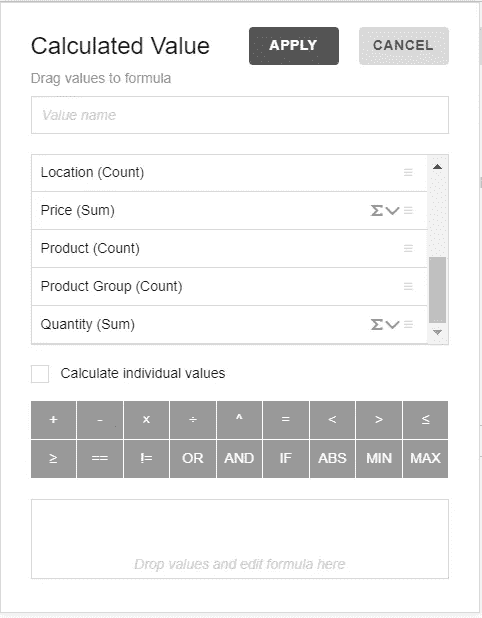 Calculated Value APPLY CANCEL
Drag values to formula
Value name
Location (Count)
Price (Sum) Σ
Product (Count)
Product Group (Count)
Quantity (Sum) Σ
Calculate individual values
+ - x ÷ ^ = < > ≤
≥ == != OR AND IF ABS MIN MAX
Drop values and edit formula here